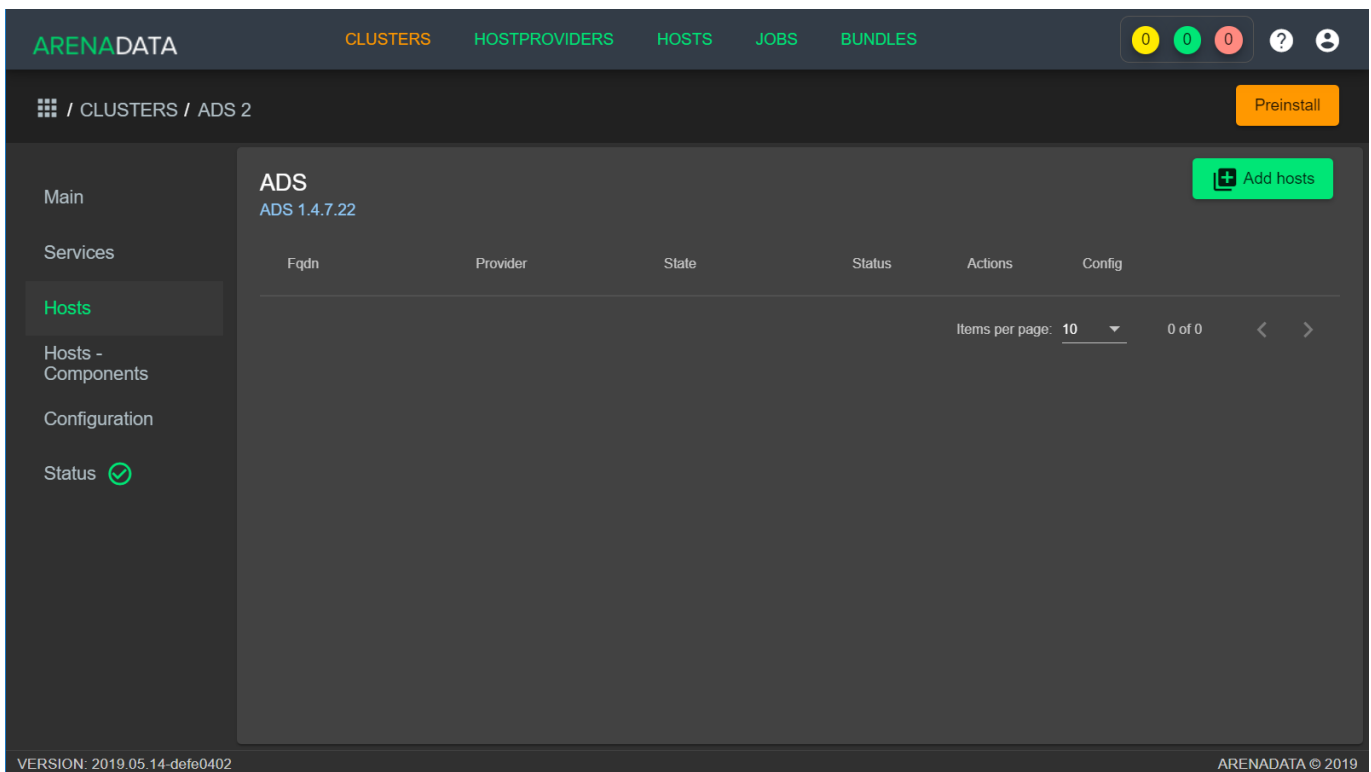 ARENADATA CLUSTERS HOSTPROVIDERS HOSTS JOBS BUNDLES 0 0 0 ?
/ CLUSTERS / ADS 2 Preinstall
Main
Services
Hosts
Hosts -
Components
Configuration
Status
ADS
ADS 1.4.7.22
Add hosts
Fqdn Provider State Status Actions Config
Items per page: 10 0 of 0
VERSION: 2019.05.14-defe0402 ARENADATA © 2019